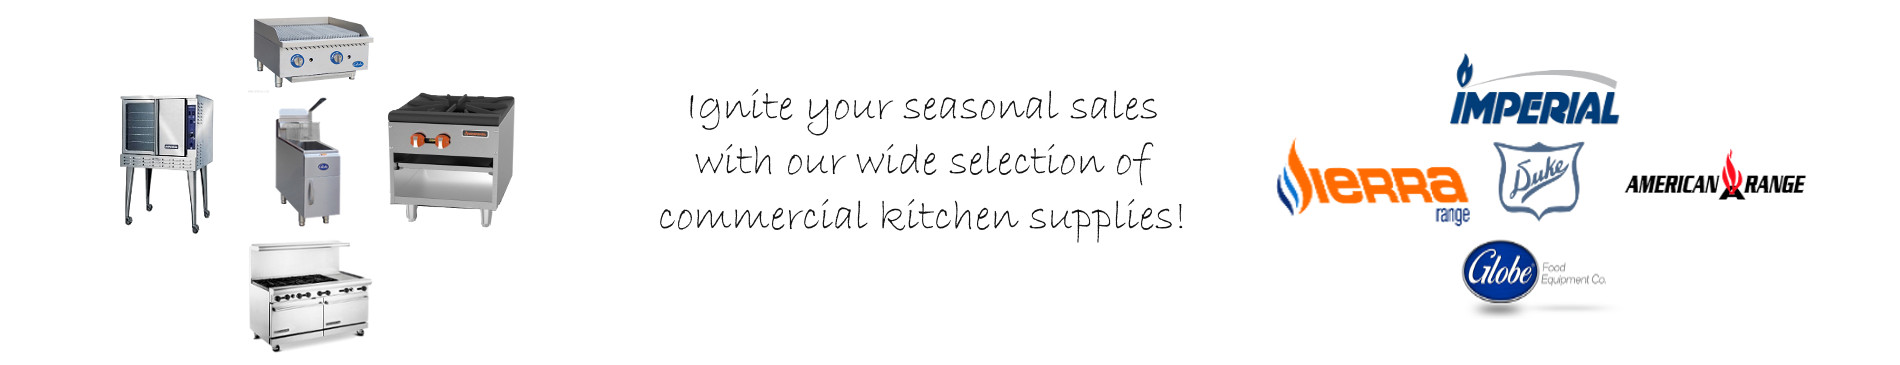 Ignite your seasonal sales
with our wide selection of
commercial kitchen supplies!
IMPERIAL
SIERRA
range
Duke
AMERICAN RANGE
Globe
Food
Equipment Co.